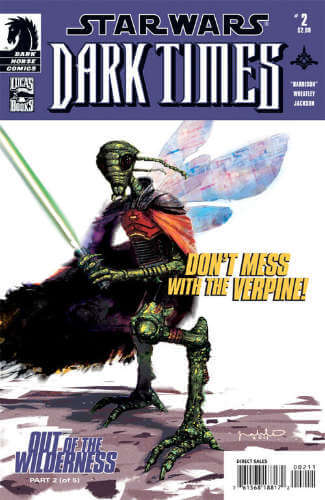 DARK
HORSE
COMICS
LUCAS
BOOKS
STAR WARS
DARK TIMES
#2
$2.99
"HARRISON"
WHEATLEY
JACKSON
DON'T MESS
WITH THE VERPINE!
OUT OF THE
WILDERNESS
PART 2 (of 5)
DIRECT SALES
00211